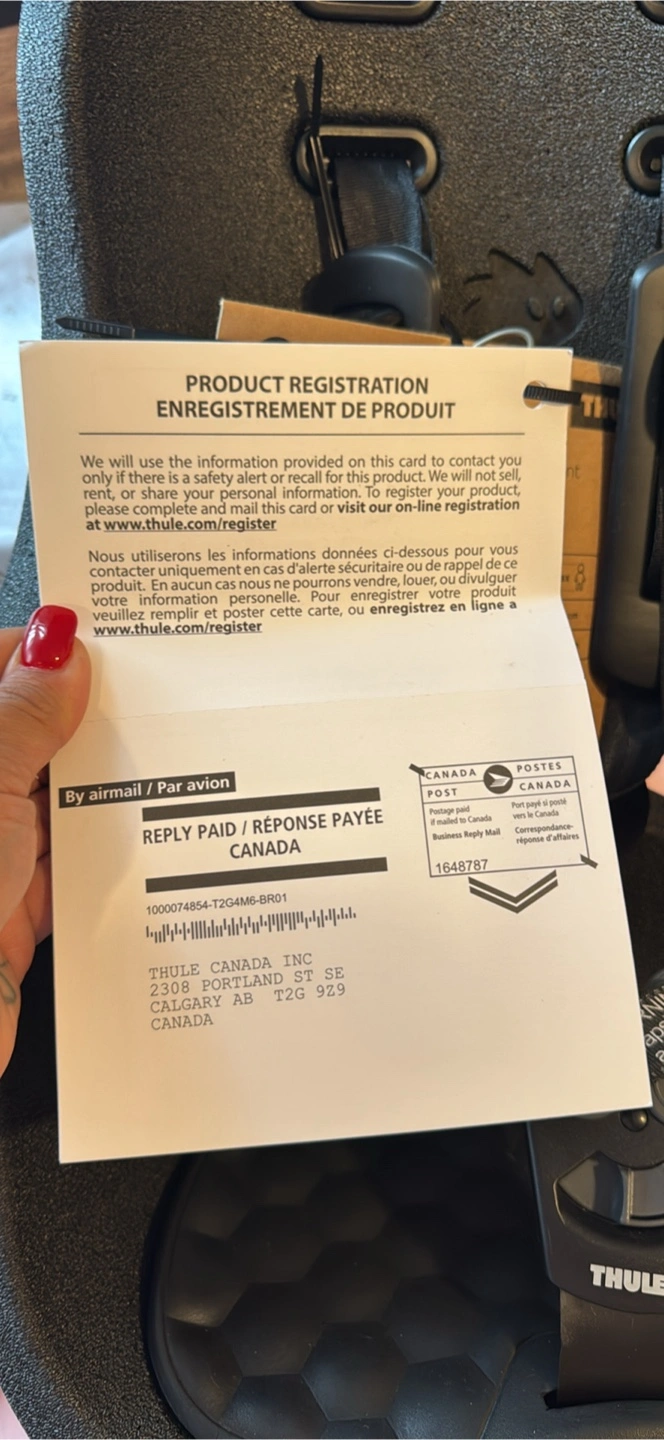 PRODUCT REGISTRATION
ENREGISTREMENT DE PRODUIT
We will use the information provided on this card to contact you
only if there is a safety alert or recall for this product. We will not sell,
rent, or share your personal information. To register your product,
please complete and mail this card or visit our on-line registration
at www.thule.com/register
Nous utiliserons les informations données ci-dessous pour vous
contacter uniquement en cas d'alerte sécuritaire ou de rappel de ce
produit. En aucun cas nous ne pourrons vendre, louer, ou divulguer
votre information personelle. Pour enregistrer votre produit
veuillez remplir et poster cette carte, ou enregistrez en ligne a
www.thule.com/register
By airmail / Par avion
REPLY PAID / RÉPONSE PAYÉE
CANADA
CANADA POSTES
POST CANADA
Postage paid
if mailed to Canada
Business Reply Mail
Port payé si posté
vers le Canada
Correspondance-
réponse d'affaires
1648787
1000074854-T2G4M6-BR01
THULE CANADA INC
2308 PORTLAND ST SE
CALGARY AB T2G 9Z9
CANADA
THULE